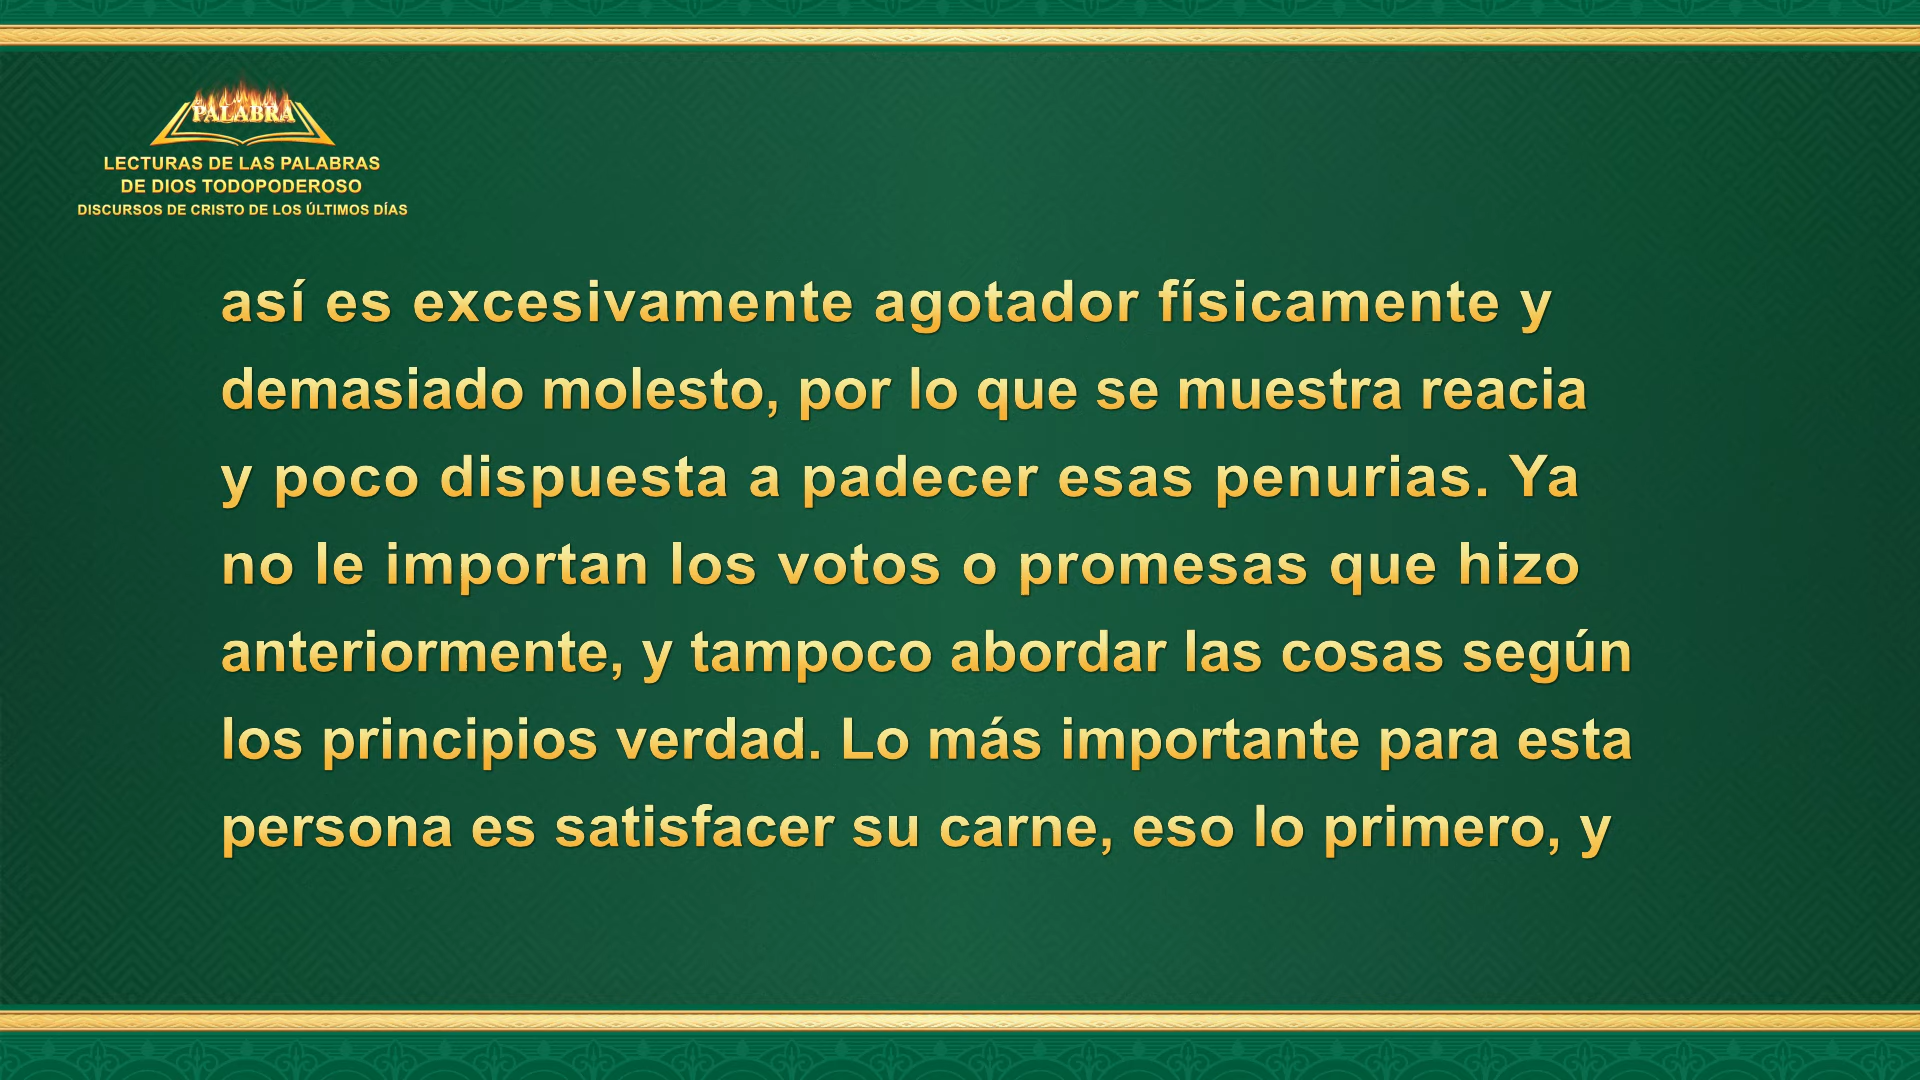 PALABRA
LECTURAS DE LAS PALABRAS
DE DIOS TODOPODEROSO
DISCURSOS DE CRISTO DE LOS ÚLTIMOS DÍAS
así es excesivamente agotador físicamente y
demasiado molesto, por lo que se muestra reacia
y poco dispuesta a padecer esas penurias. Ya
no le importan los votos o promesas que hizo
anteriormente, y tampoco abordar las cosas según
los principios verdad. Lo más importante para esta
persona es satisfacer su carne, eso lo primero, y